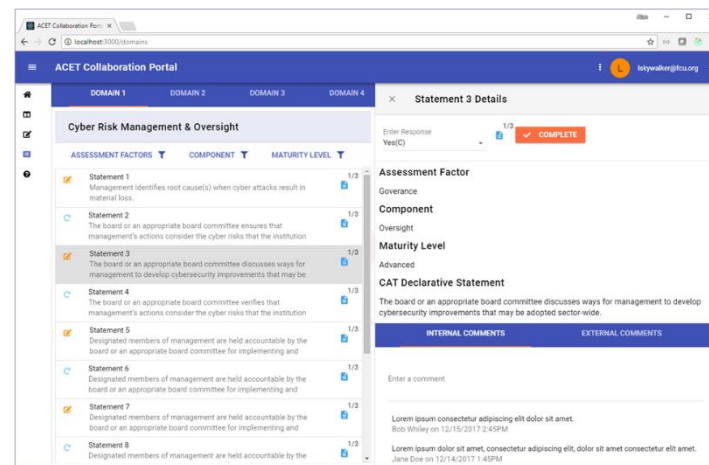 ACET Collaboration Port
localhost:3000/domains
ACET Collaboration Portal
L
lskywalker@fcu.org
DOMAIN 1 DOMAIN 2 DOMAIN 3 DOMAIN 4
Cyber Risk Management & Oversight
ASSESSMENT FACTORS COMPONENT MATURITY LEVEL
Statement 1
1/3
Management identifies root cause(s) when cyber attacks result in
material loss.
Statement 2
1/3
The board or an appropriate board committee ensures that
management's actions consider the cyber risks that the institution
Statement 3
1/3
The board or an appropriate board committee discusses ways for
management to develop cybersecurity improvements that may be
Statement 4
1/3
The board or an appropriate board committee verifies that
management's actions consider the cyber risks that the institution
Statement 5
1/3
Designated members of management are held accountable by the
board or an appropriate board committee for implementing and
Statement 6
1/3
Designated members of management are held accountable by the
board or an appropriate board committee for implementing and
Statement 7
1/3
Designated members of management are held accountable by the
board or an appropriate board committee for implementing and
Statement 8
1/3
Designated members of management are held accountable by the
Statement 3 Details
Enter Response
Yes(C)
1/3
COMPLETE
Assessment Factor
Goverance
Component
Oversight
Maturity Level
Advanced
CAT Declarative Statement
The board or an appropriate board committee discusses ways for management to develop
cybersecurity improvements that may be adopted sector-wide.
INTERNAL COMMENTS EXTERNAL COMMENTS
Enter a comment
Lorem ipsum consectetur adipiscing elit dolor sit amet.
Bob Whiley on 12/15/2017 2:45PM
Lorem ipsum dolor sit amet, consectetur adipiscing elit, dolor sit amet consectetur elit amet.
Jane Doe on 12/14/2017 1:45PM